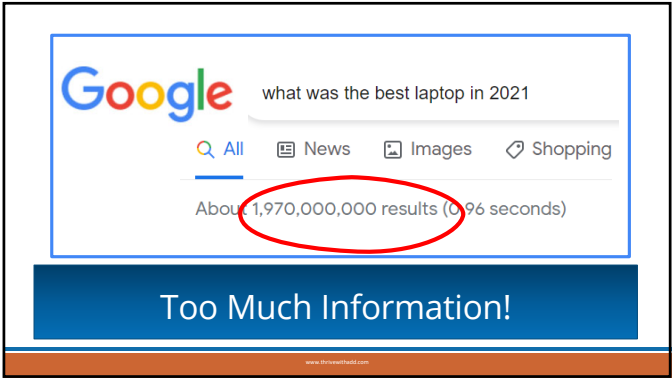 Google
what was the best laptop in 2021
All News Images Shopping
About 1,970,000,000 results (0.96 seconds)
Too Much Information!
www.thrivewithadd.com